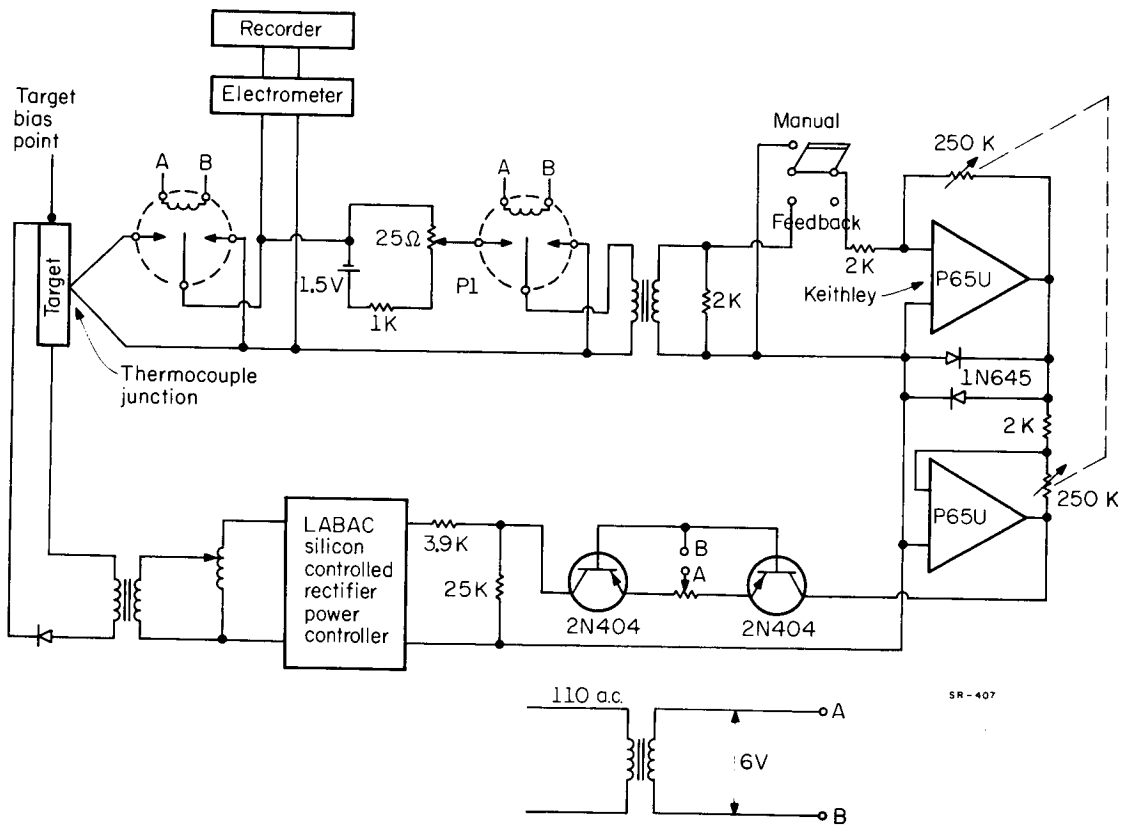 Recorder
Electrometer
Target
bias
point
A
B
A
B
Manual
Feedback
250 K
25Ω
1.5V
P1
1K
2K
2K
Keithley
P65U
1N645
2K
250 K
P65U
Target
Thermocouple
junction
LABAC
silicon
controlled
rectifier
power
controller
3.9K
25K
B
A
2N404
2N404
110 a.c.
6V
A
B
SR-407